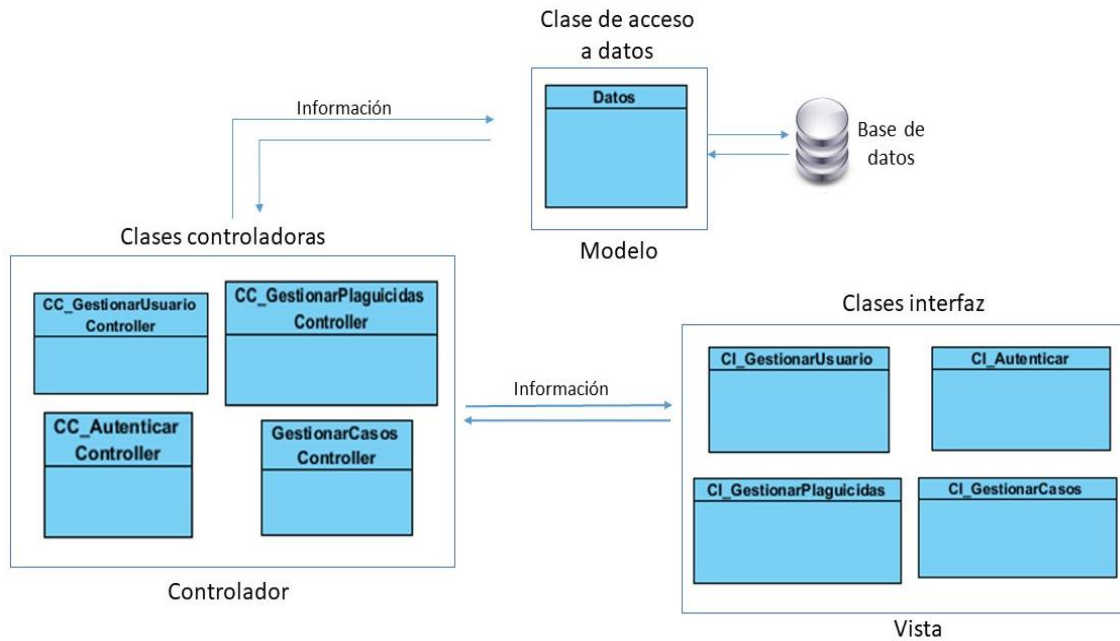 Clase de acceso
a datos
Datos
Información
Base de
datos
Modelo
Clases controladoras
CC_GestionarUsuario
Controller
CC_GestionarPlaguicidas
Controller
CC_Autenticar
Controller
GestionarCasos
Controller
Controlador
Información
Clases interfaz
CI_GestionarUsuario
CI_Autenticar
CI_GestionarPlaguicidas
CI_GestionarCasos
Vista